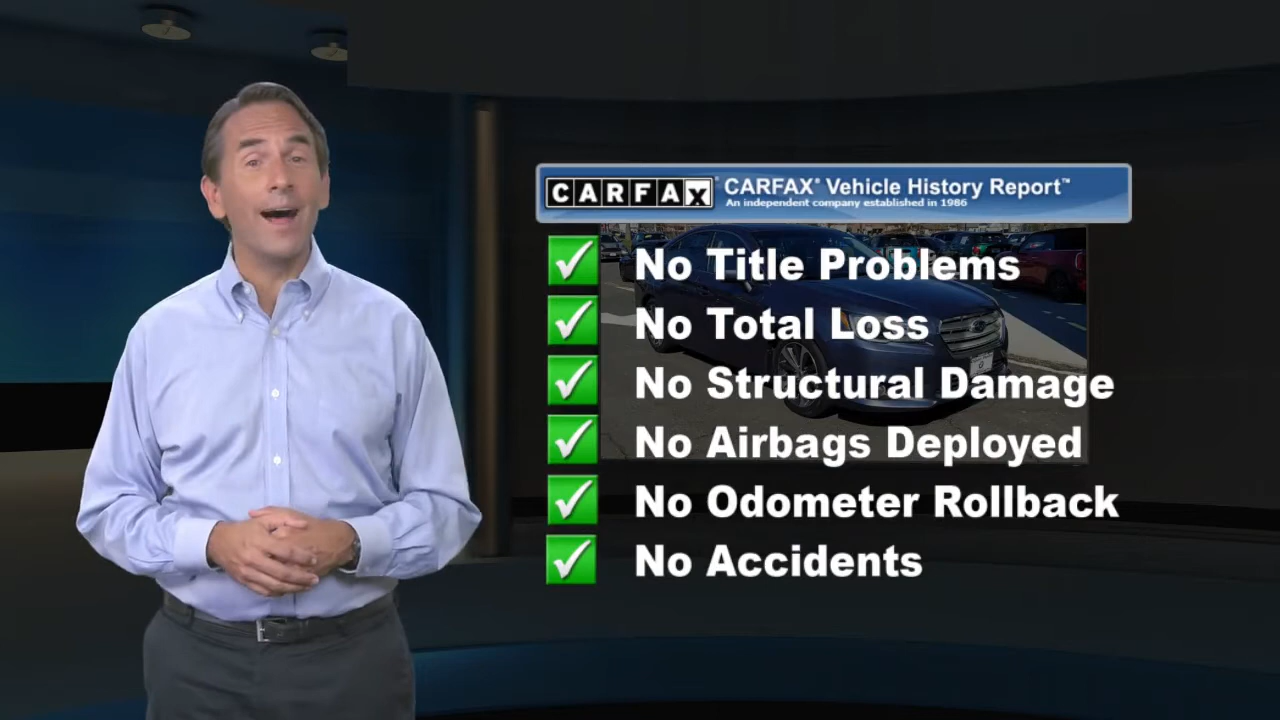 CARFAX® CARFAX® Vehicle History Report™
An independent company established in 1986
No Title Problems
No Total Loss
No Structural Damage
No Airbags Deployed
No Odometer Rollback
No Accidents